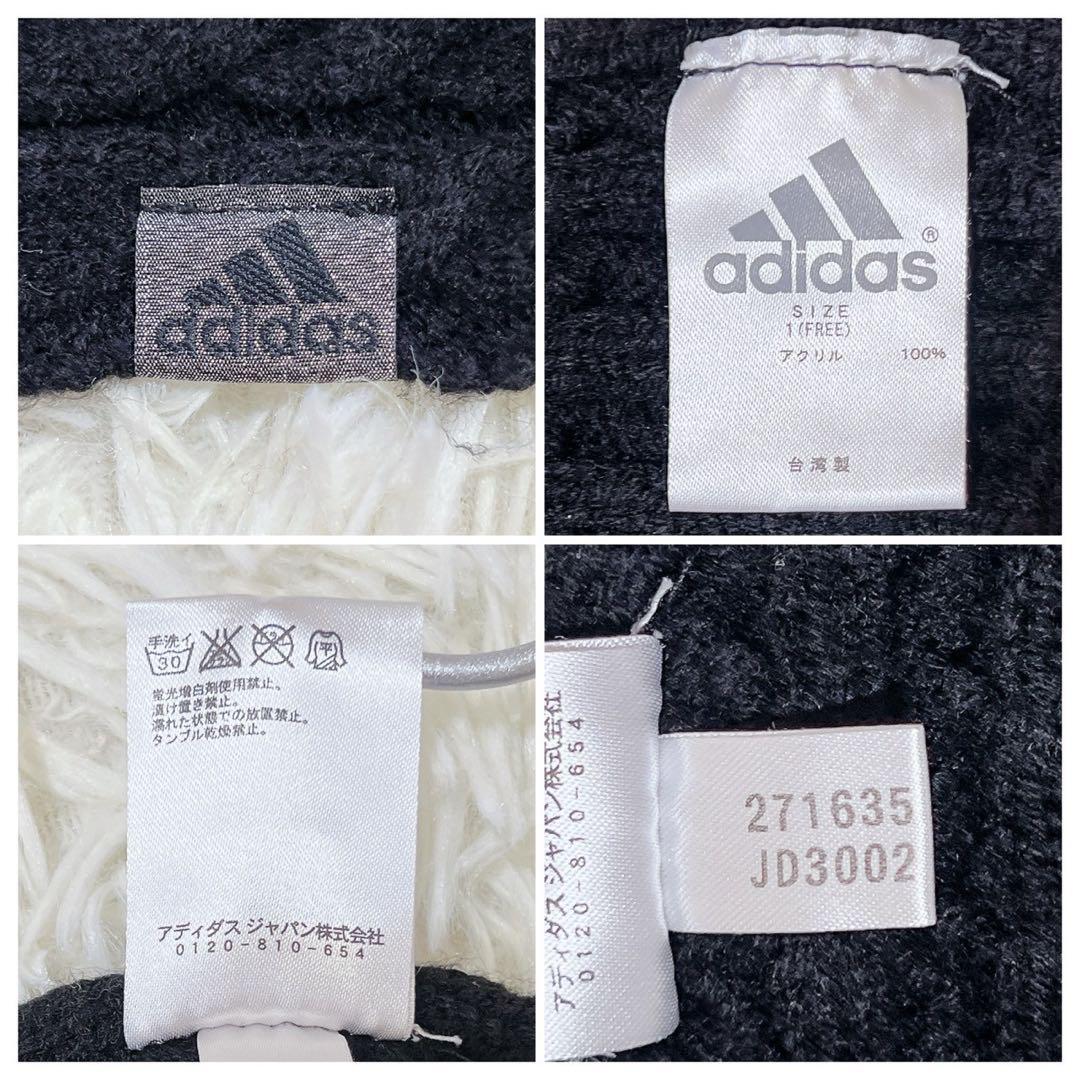 adidas
adidas®
SIZE
1(FREE)
アクリル 100%
台湾製
手洗イ
30 平
蛍光増白剤使用禁止。
漬け置き禁止。
濡れた状態での放置禁止。
タンブル乾燥禁止。
アディダス ジャパン株式会社
0120-810-654
アディダス ジャパン株式会社
0120-810-654
271635
JD3002